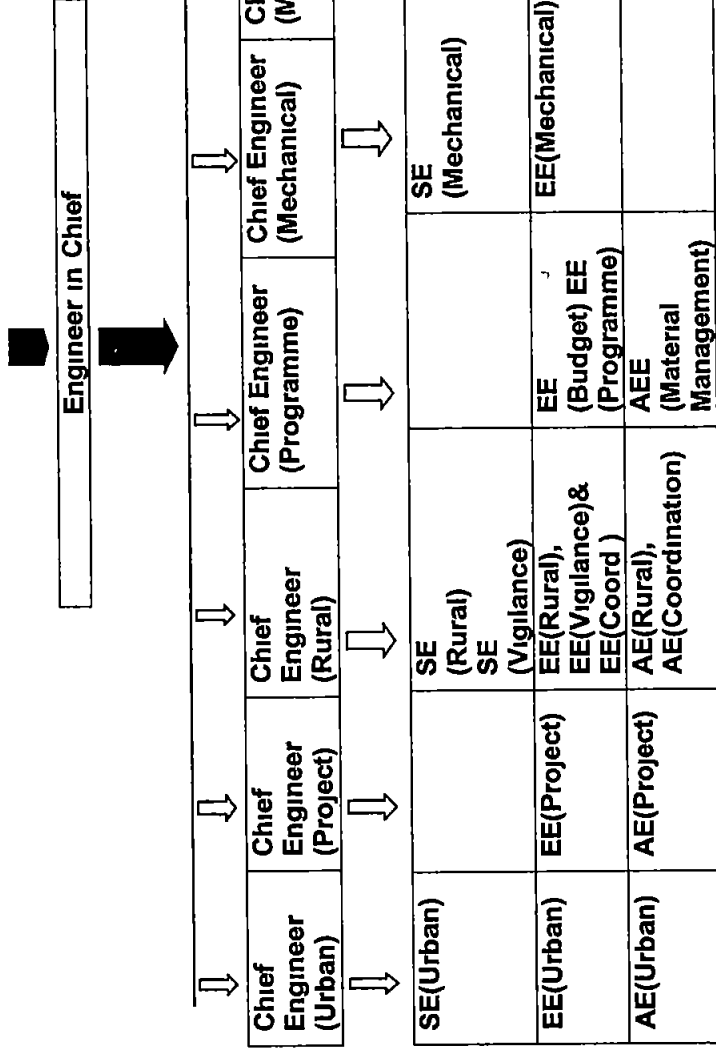 Engineer in Chief
Chief
Engineer
(Urban)
Chief
Engineer
(Project)
Chief
Engineer
(Rural)
Chief Engineer
(Programme)
Chief Engineer
(Mechanical)
SE(Urban)
SE
(Rural)
SE
(Vigilance)
SE
(Mechanical)
EE(Urban)
EE(Project)
EE(Rural),
EE(Vigilance)&
EE(Coord )
EE
(Budget) EE
(Programme)
EE(Mechanical)
AE(Urban)
AE(Project)
AE(Rural),
AE(Coordination)
AEE
(Material
Management)